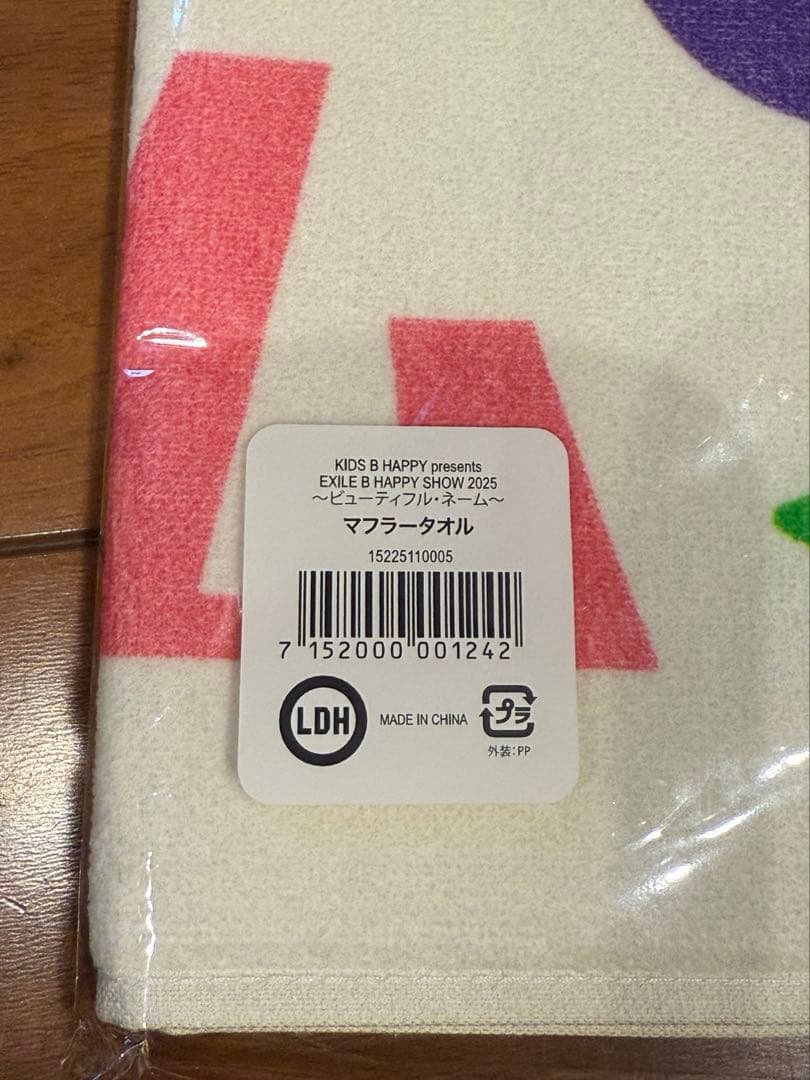 KIDS B HAPPY presents
EXILE B HAPPY SHOW 2025
～ビューティフル・ネーム～
マフラータオル
15225110005
7 152000 001242
LDH
MADE IN CHINA
プラ
外装:PP